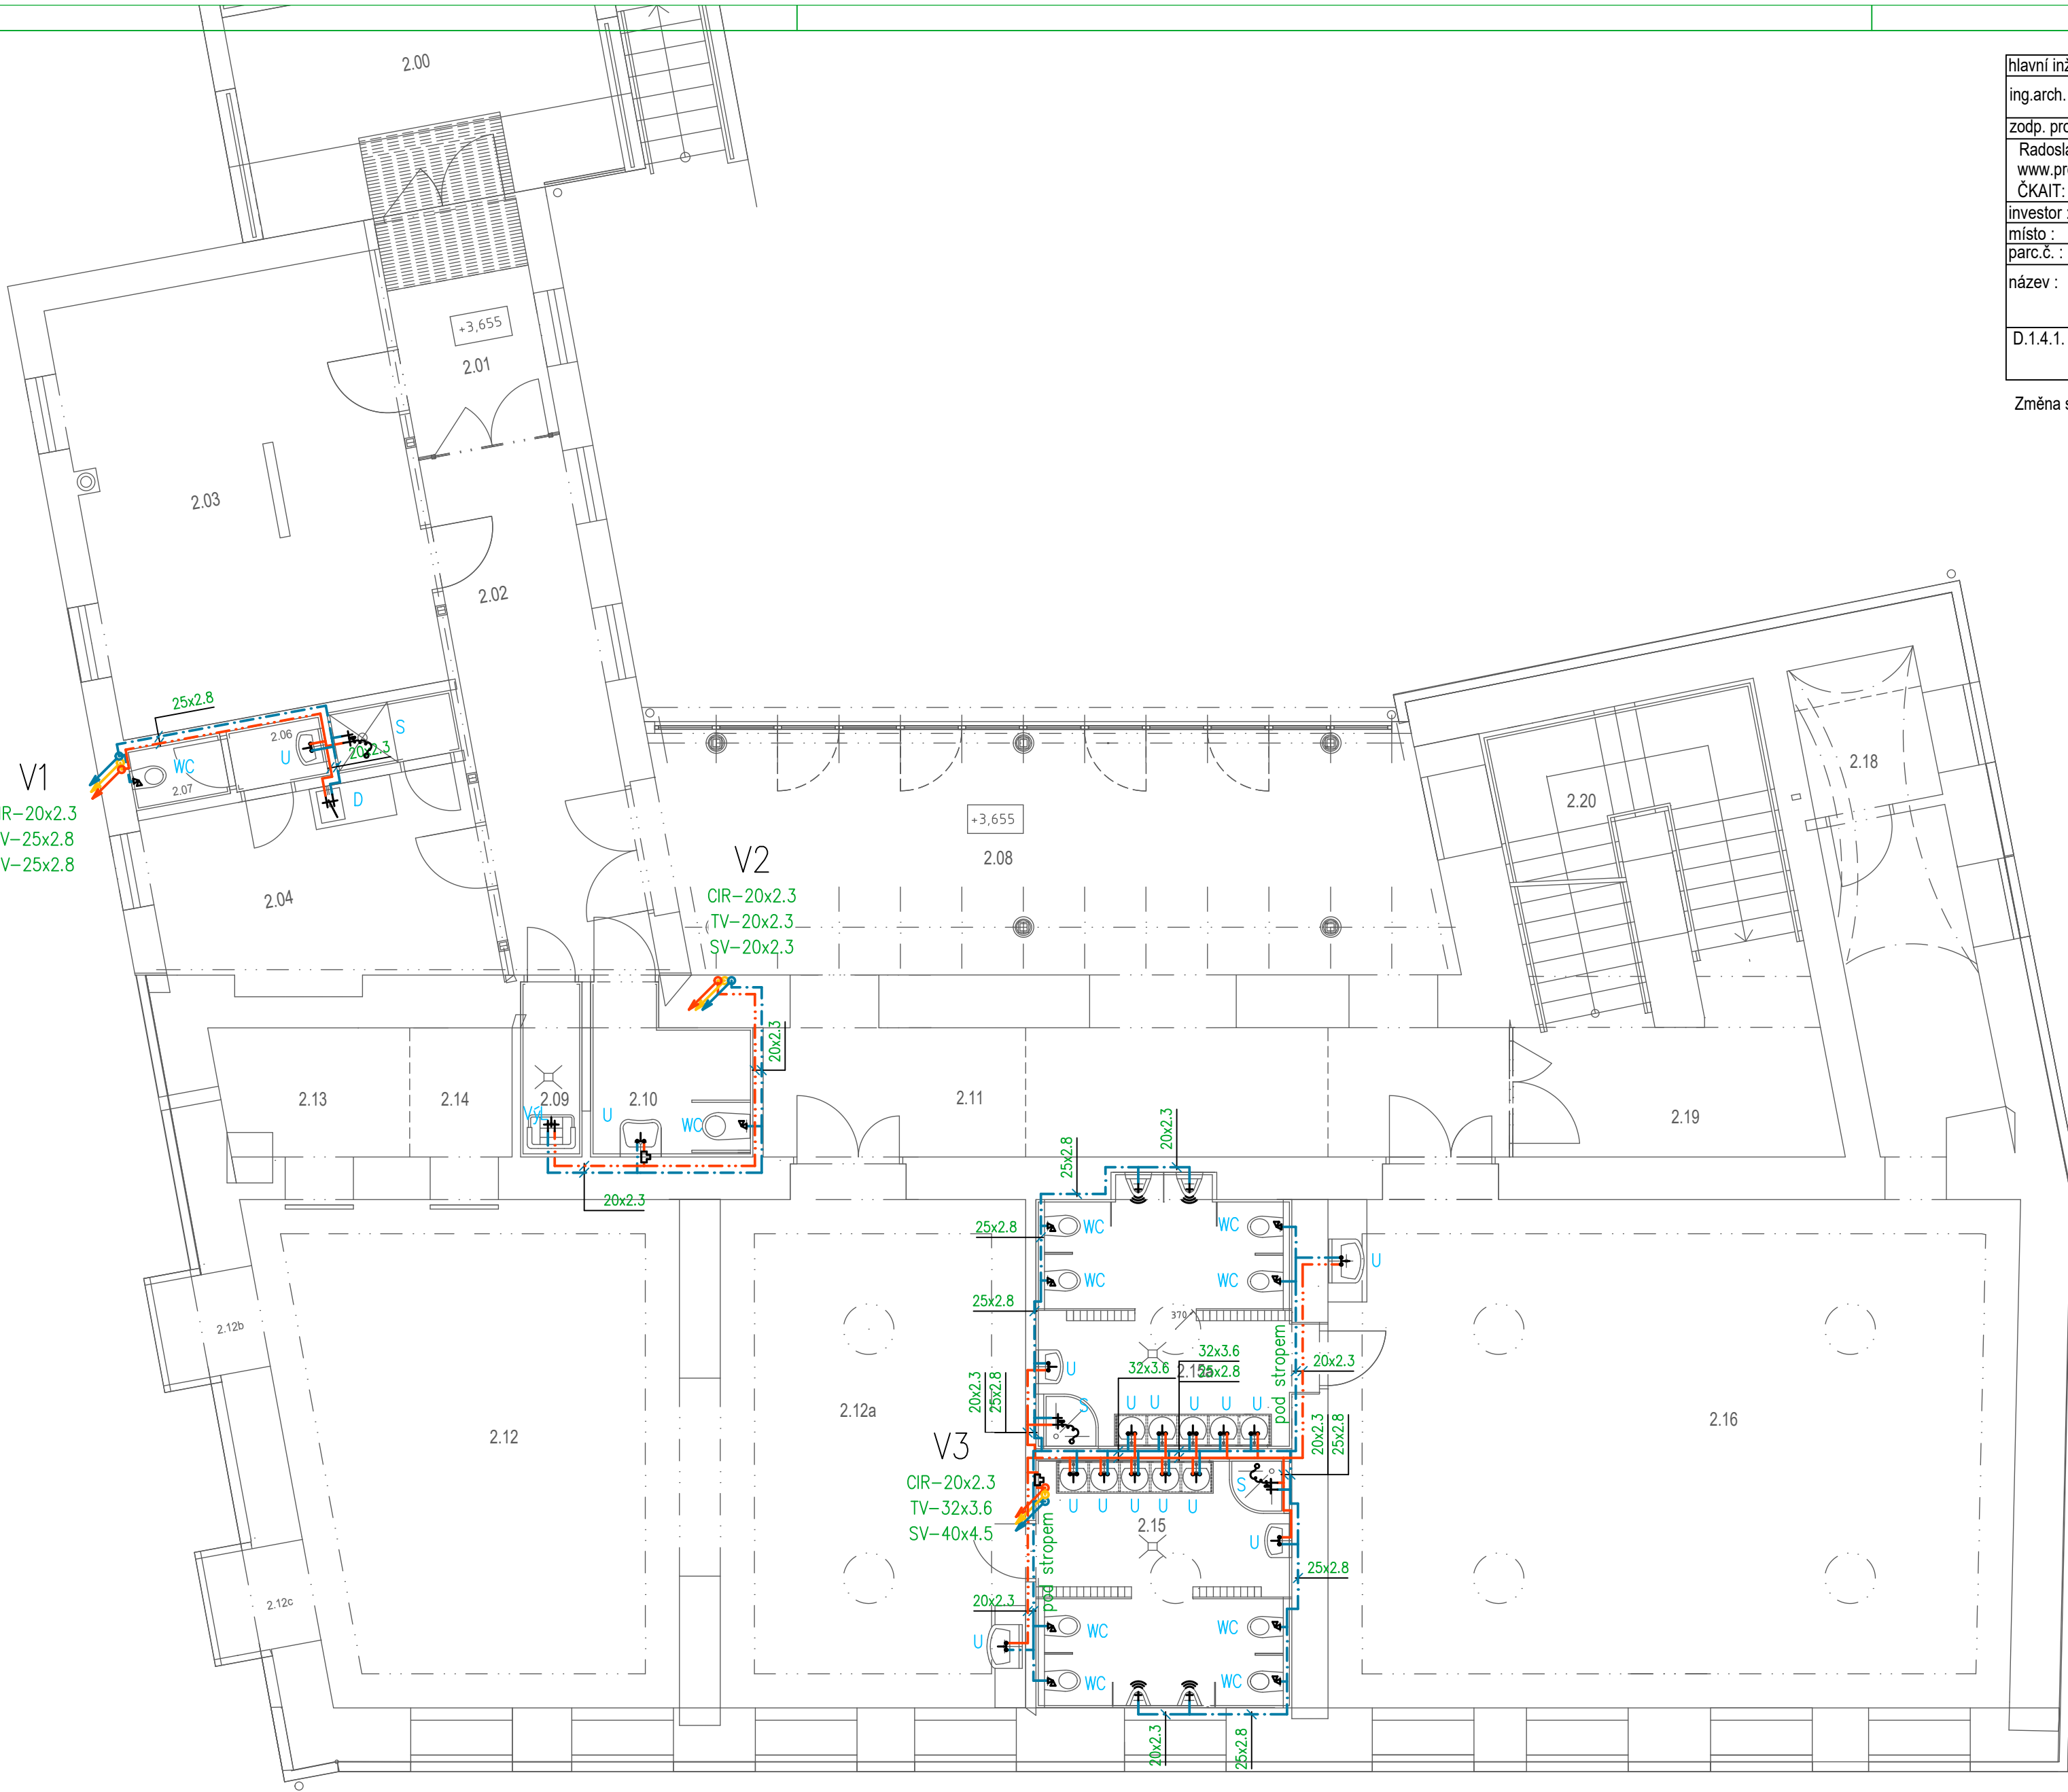 2.00
hlavní inž
ing.arch.
zodp. pro
Radosla
www.pro
ČKAIT:
investor :
místo :
parc.č. :
název :
D.1.4.1.
Změna s
+3,655
2.01
2.03
2.02
25x2.8
2.06
U
S
20x2.3
WC
2.07
D
V1
IR-20x2.3
V-25x2.8
V-25x2.8
2.04
V2
CIR-20x2.3
TV-20x2.3
SV-20x2.3
+3,655
2.08
2.20
2.18
20x2.3
2.13
2.14
2.09
Výl
2.10
U
WC
20x2.3
2.11
2.19
25x2.8
20x2.3
25x2.8
WC
WC
U
WC
WC
25x2.8
2.12b
370
pod stropem
32x3.6
32x3.6
25x2.8
2.15a
20x2.3
U
20x2.3
25x2.8
S
U
U
U
U
U
2.12
2.12a
2.16
20x2.3
25x2.8
V3
CIR-20x2.3
TV-32x3.6
SV-40x4.5
U
U
U
U
U
S
2.15
U
pod stropem
25x2.8
20x2.3
2.12c
U
WC
WC
WC
WC
20x2.3
25x2.8